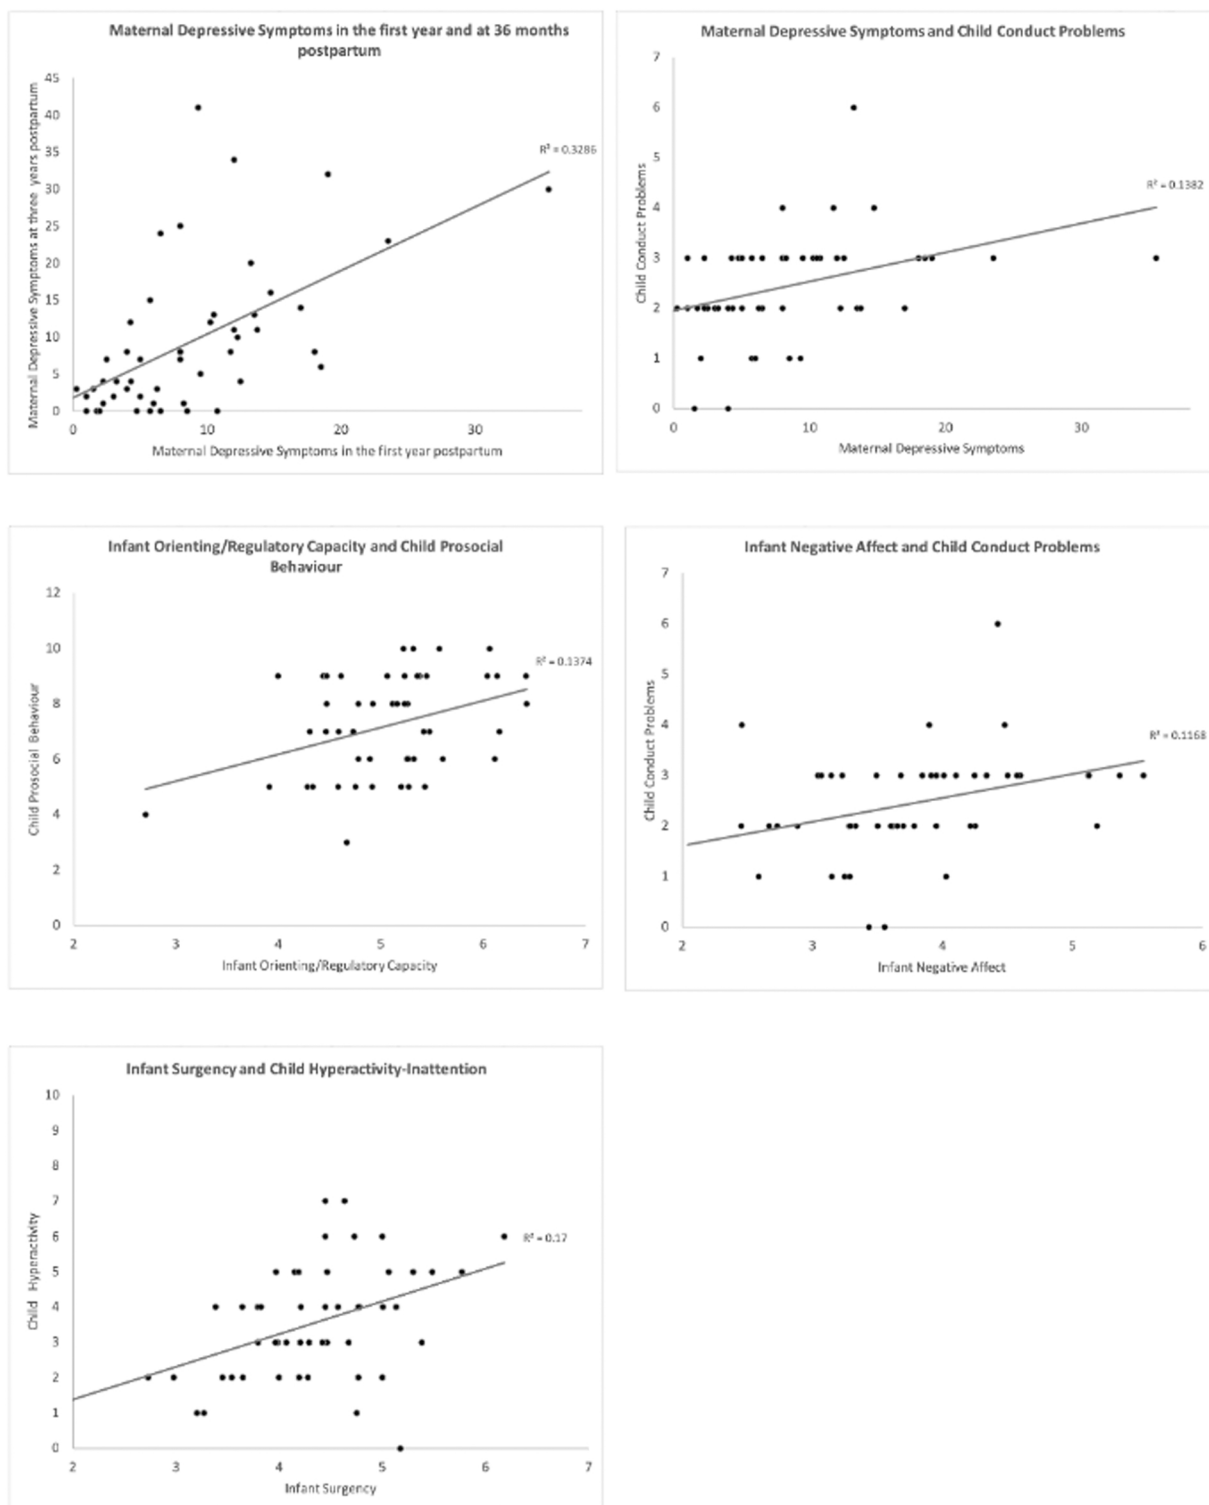 Maternal Depressive Symptoms in the first year and at 36 months
postpartum
Maternal Depressive Symptoms at three years postpartum
45
40
35
30
25
20
15
10
5
0
R² = 0.3286
0 10 20 30
Maternal Depressive Symptoms in the first year postpartum
Maternal Depressive Symptoms and Child Conduct Problems
Child Conduct Problems
7
6
5
4
3
2
1
0
R² = 0.1382
0 10 20 30
Maternal Depressive Symptoms
Infant Orienting/Regulatory Capacity and Child Prosocial
Behaviour
Child Prosocial Behaviour
12
10
8
6
4
2
0
R² = 0.1374
2 3 4 5 6 7
Infant Orienting/Regulatory Capacity
Infant Negative Affect and Child Conduct Problems
Child Conduct Problems
7
6
5
4
3
2
1
0
R² = 0.1168
2 3 4 5 6
Infant Negative Affect
Infant Surgency and Child Hyperactivity-Inattention
Child Hyperactivity
10
9
8
7
6
5
4
3
2
1
0
R² = 0.17
2 3 4 5 6 7
Infant Surgency